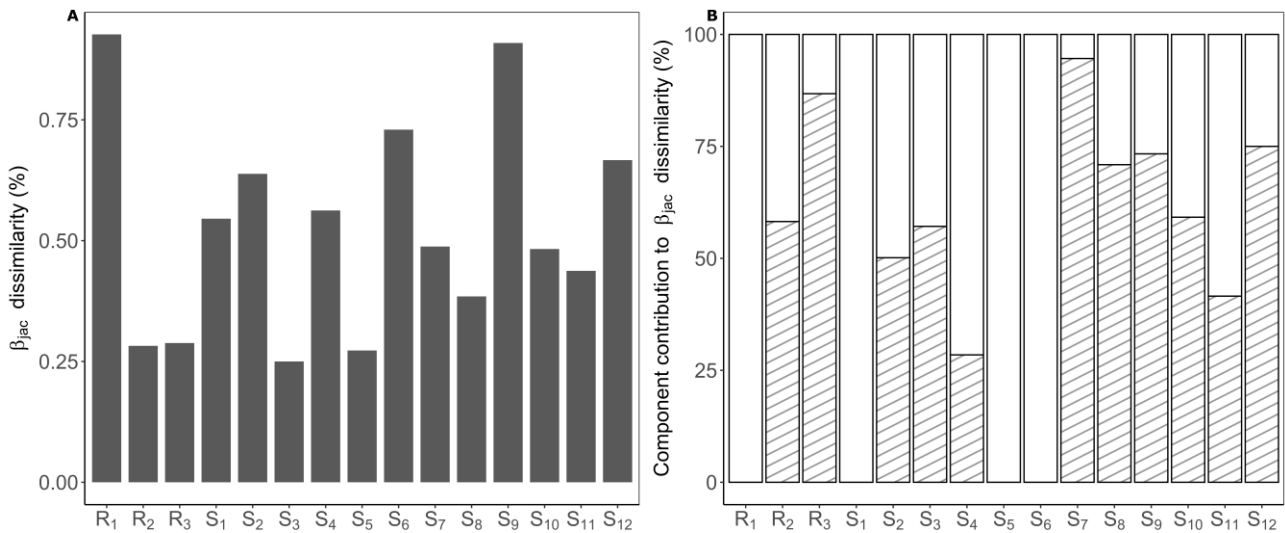 A
βjac dissimilarity (%)
0.75
0.50
0.25
0.00
R1 R2 R3 S1 S2 S3 S4 S5 S6 S7 S8 S9 S10 S11 S12
B
Component contribution to βjac dissimilarity (%)
100
75
50
25
0
R1 R2 R3 S1 S2 S3 S4 S5 S6 S7 S8 S9 S10 S11 S12